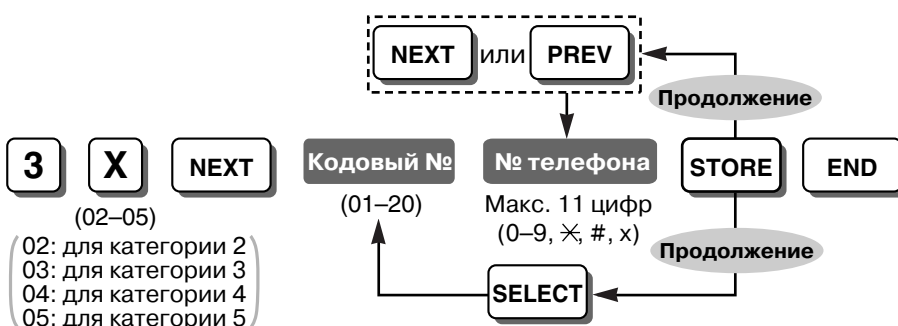 NEXT или PREV
Продолжение
3 X NEXT Кодовый № № телефона STORE END
(02–05) (01–20) Макс. 11 цифр
(0–9, ✳, #, x)
02: для категории 2
03: для категории 3
04: для категории 4
05: для категории 5
Продолжение
SELECT